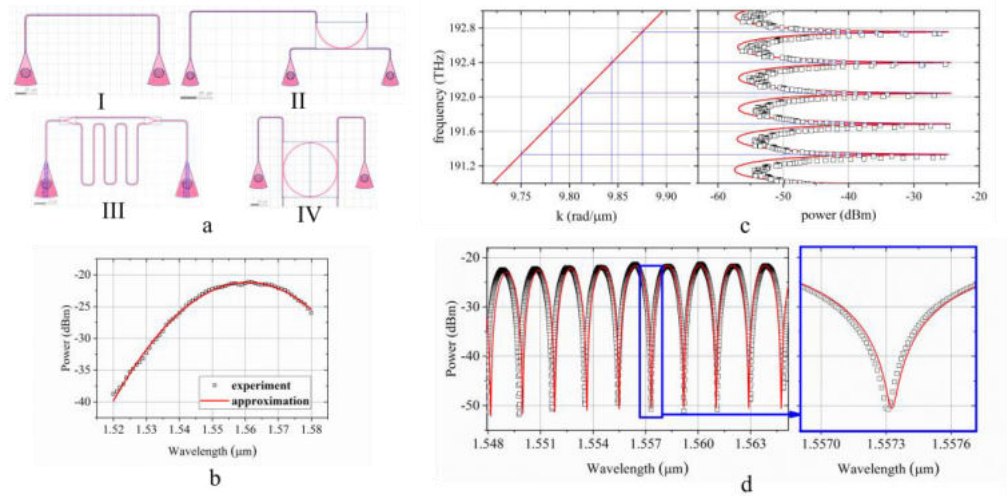 I
II
III
IV
a
192.8
192.4
192.0
191.6
191.2
frequency (THz)
9.75 9.80 9.85 9.90
k (rad/μm)
-60 -50 -40 -30 -20
power (dBm)
c
-20
-25
-30
-35
-40
Power (dBm)
experiment
approximation
1.52 1.53 1.54 1.55 1.56 1.57 1.58
Wavelength (μm)
b
-20
-30
-40
-50
Power (dBm)
1.548 1.551 1.554 1.557 1.560 1.563
Wavelength (μm)
1.5570 1.5573 1.5576
Wavelength (μm)
d